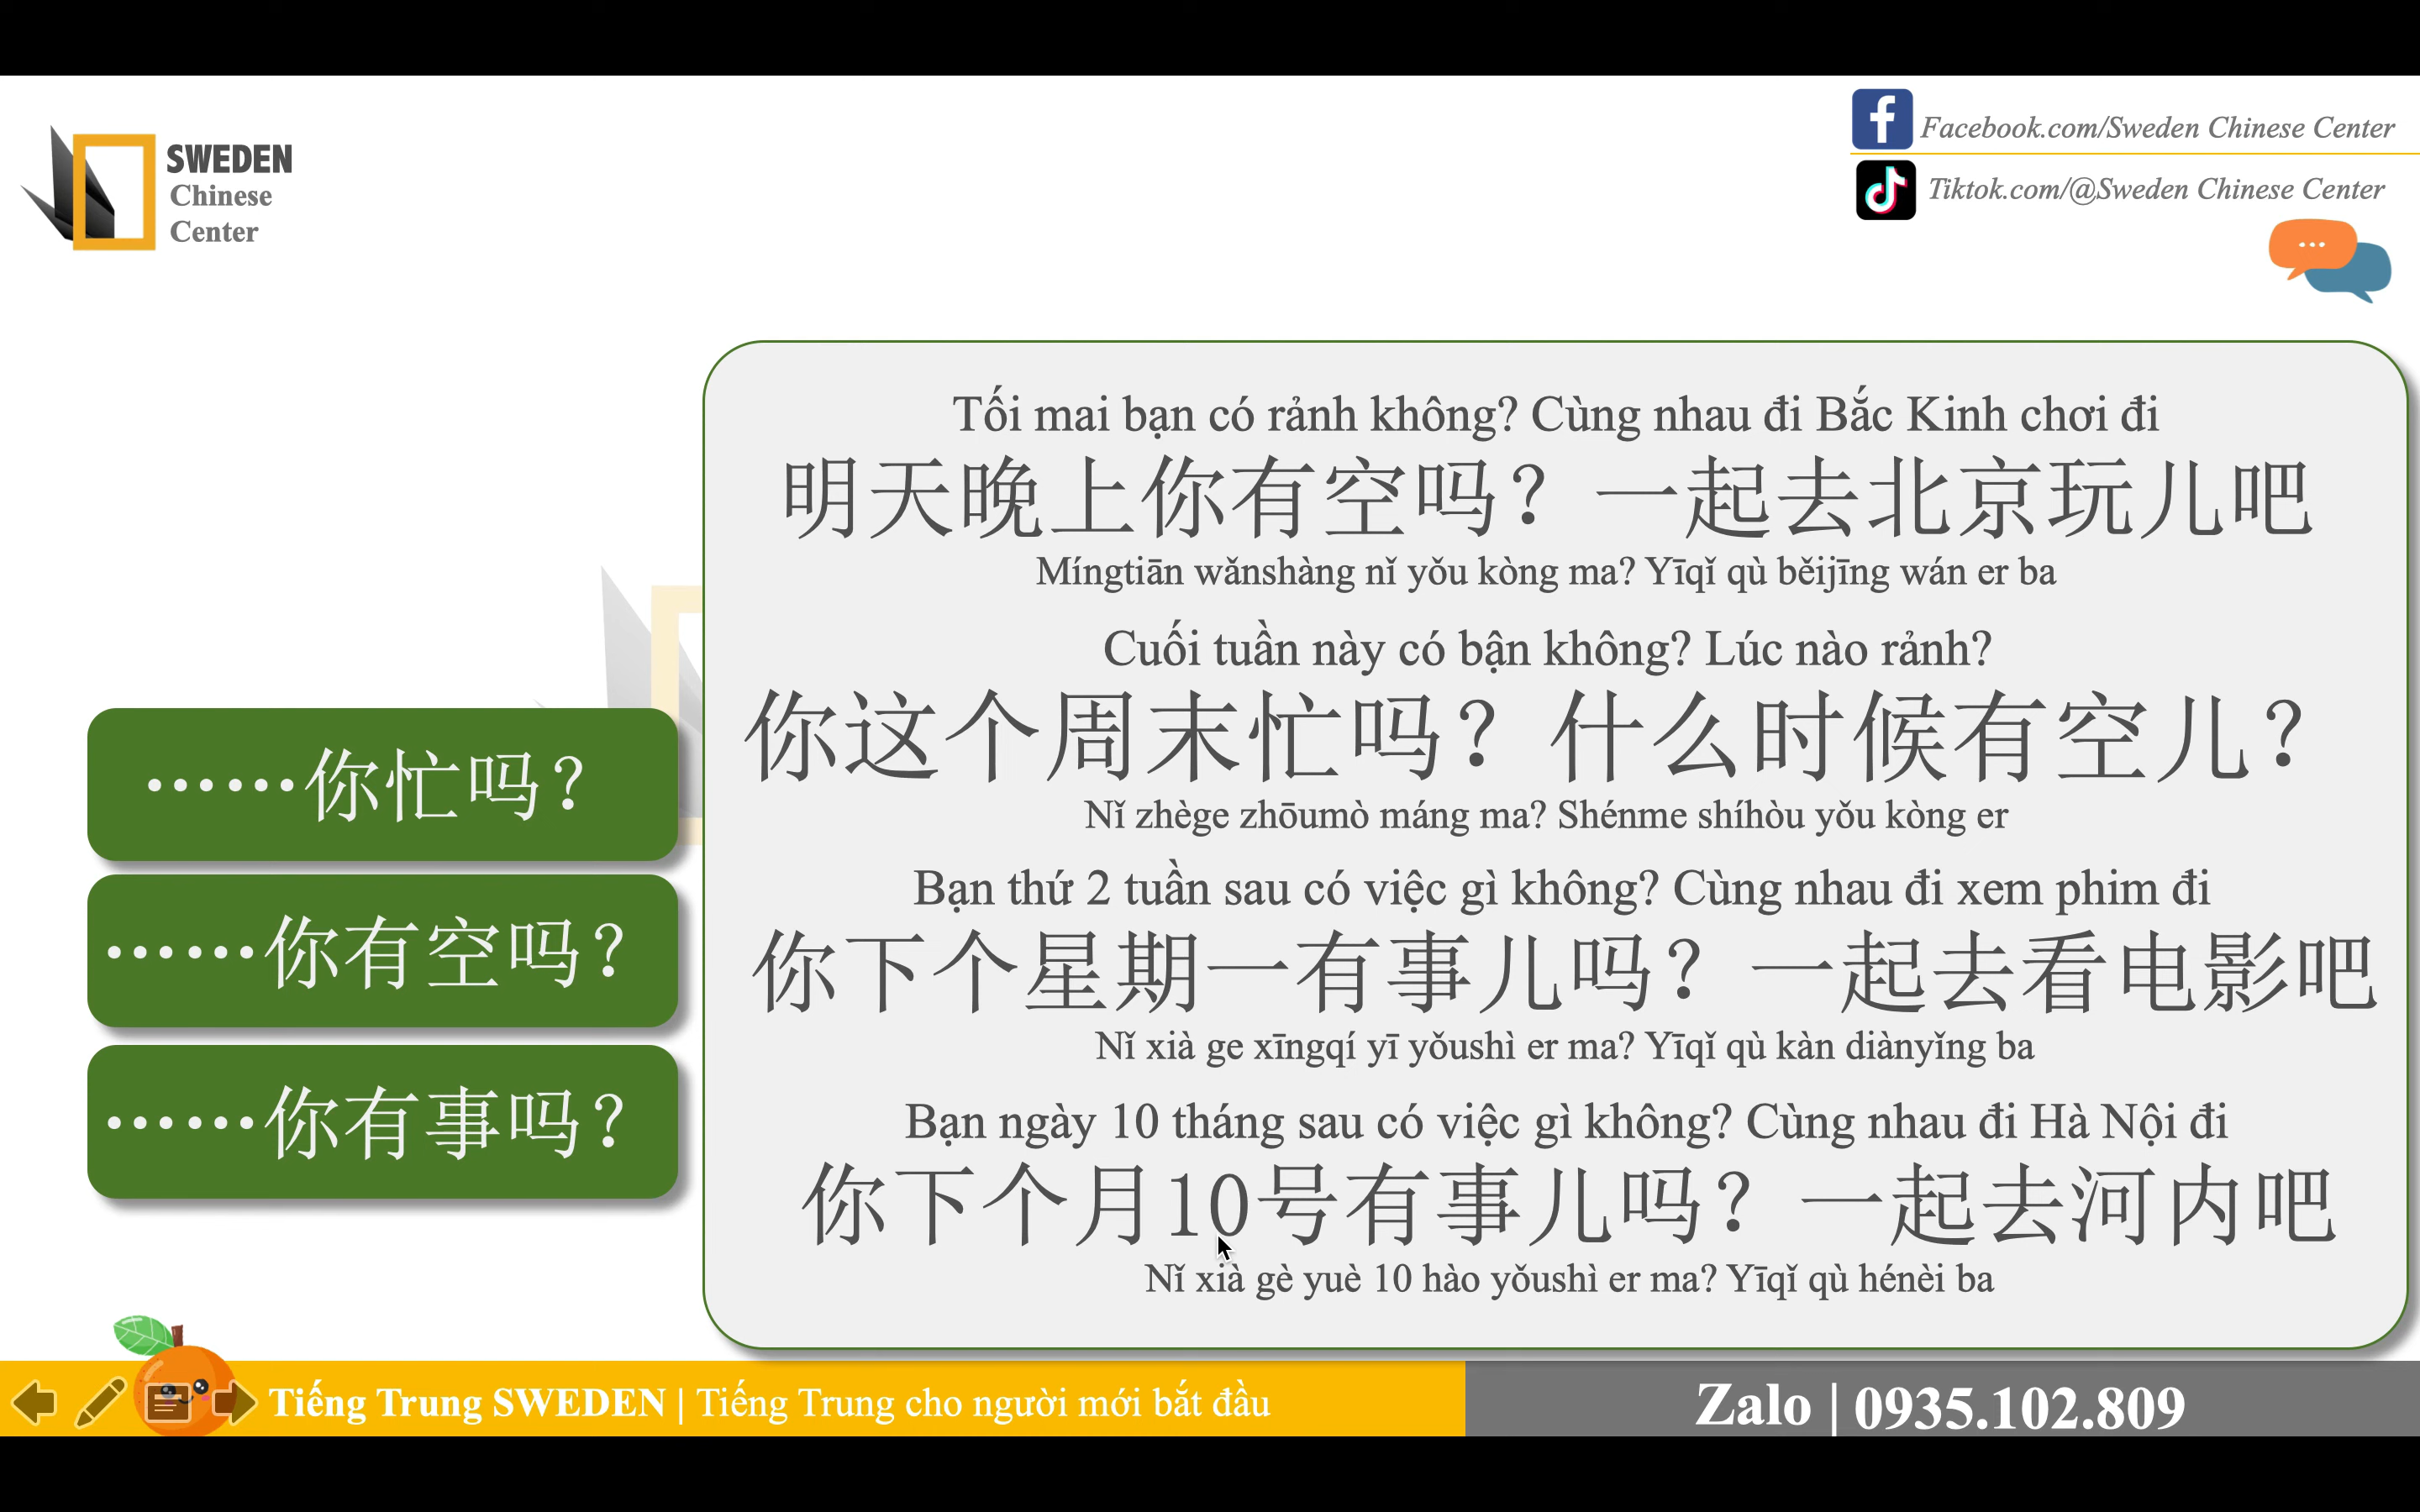 SWEDEN
Chinese
Center
Facebook.com/Sweden Chinese Center
Tiktok.com/@Sweden Chinese Center
……你忙吗？
……你有空吗？
……你有事吗？
Tối mai bạn có rảnh không? Cùng nhau đi Bắc Kinh chơi đi
明天晚上你有空吗？一起去北京玩儿吧
Míngtiān wǎnshàng nǐ yǒu kòng ma? Yīqǐ qù běijīng wán er ba
Cuối tuần này có bận không? Lúc nào rảnh?
你这个周末忙吗？什么时候有空儿？
Nǐ zhège zhōumò máng ma? Shénme shíhòu yǒu kòng er
Bạn thứ 2 tuần sau có việc gì không? Cùng nhau đi xem phim đi
你下个星期一有事儿吗？一起去看电影吧
Nǐ xià ge xīngqí yī yǒushì er ma? Yīqǐ qù kàn diànyǐng ba
Bạn ngày 10 tháng sau có việc gì không? Cùng nhau đi Hà Nội đi
你下个月10号有事儿吗？一起去河内吧
Nǐ xià gè yuè 10 hào yǒushì er ma? Yīqǐ qù hénèi ba
Tiếng Trung SWEDEN | Tiếng Trung cho người mới bắt đầu
Zalo | 0935.102.809